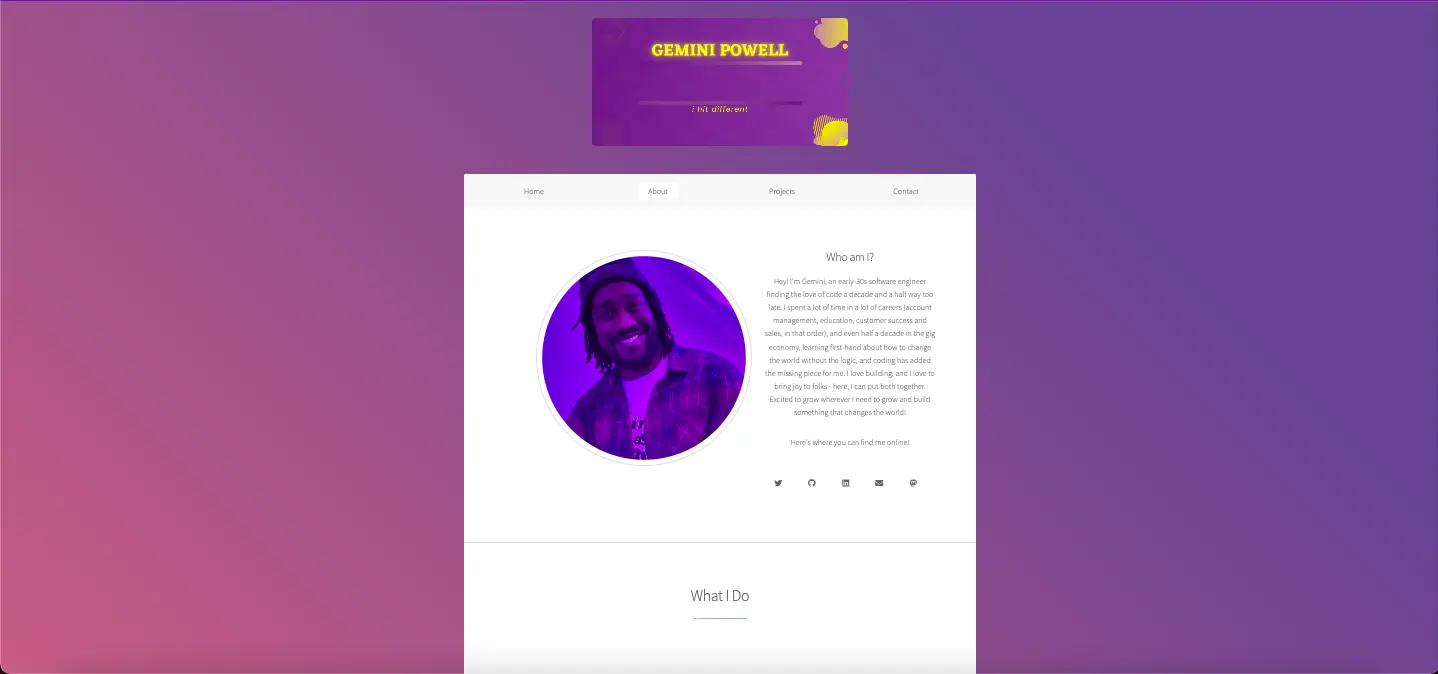 GEMINI POWELL
i hit different
Home
About
Projects
Contact
Who am I?
Hey! I'm Gemini, an early-30s software engineer
finding the love of code a decade and a half way too
late. I spent a lot of time in a lot of careers (account
management, education, customer success and
sales, in that order), and even half a decade in the gig
economy, learning first-hand about how to change
the world without the logic, and coding has added
the missing piece for me. I love building, and I love to
bring joy to folks - here, I can put both together.
Excited to grow wherever I need to grow and build
something that changes the world!
Here's where you can find me online!
What I Do